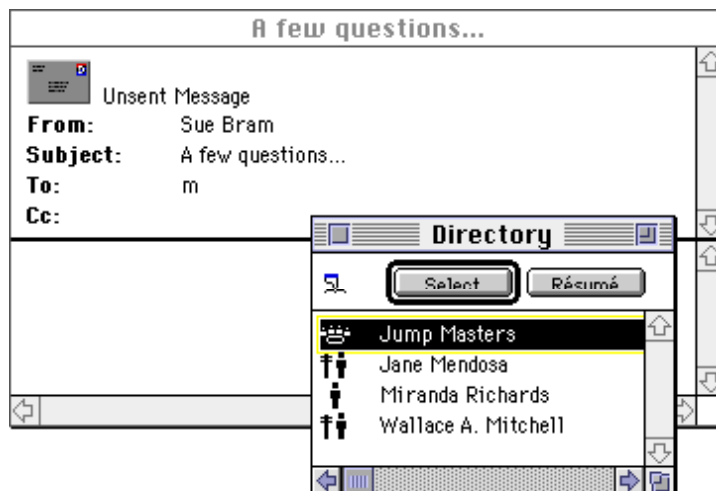 A few questions...
Unsent Message
From: Sue Bram
Subject: A few questions...
To: m
Cc:
Directory
Select Résumé
Jump Masters
Jane Mendosa
Miranda Richards
Wallace A. Mitchell